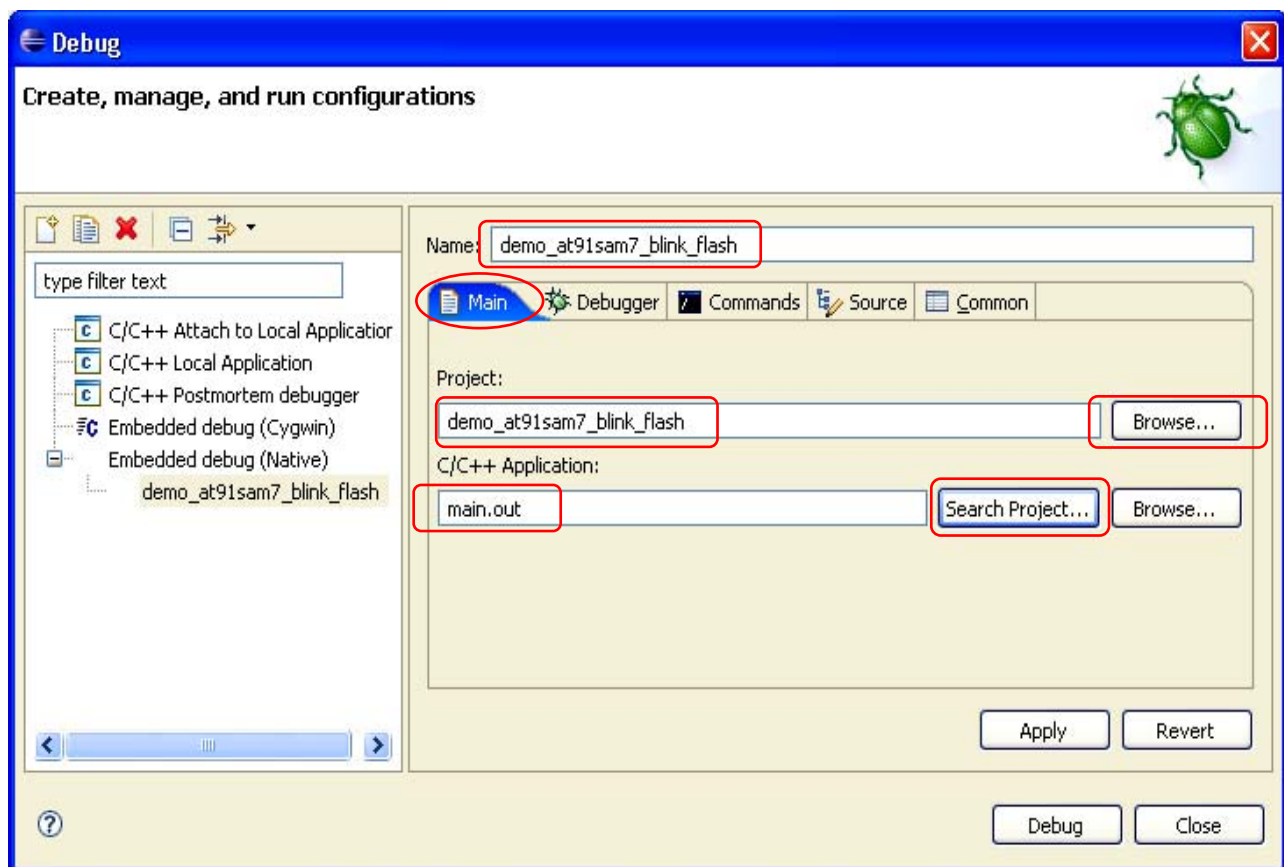 Debug
Create, manage, and run configurations
type filter text
C/C++ Attach to Local Application
C/C++ Local Application
C/C++ Postmortem debugger
Embedded debug (Cygwin)
Embedded debug (Native)
demo_at91sam7_blink_flash
Name: demo_at91sam7_blink_flash
Main Debugger Commands Source Common
Project:
demo_at91sam7_blink_flash Browse...
C/C++ Application:
main.out Search Project... Browse...
Apply Revert
Debug Close